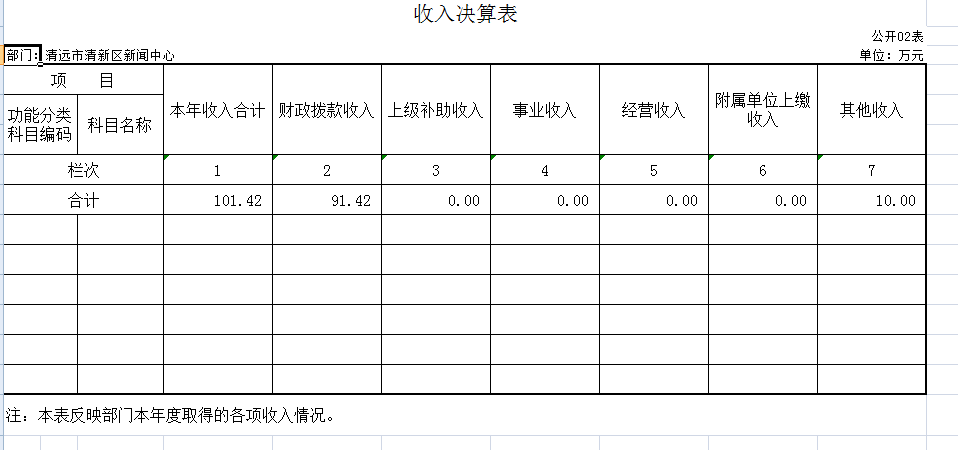 收入决算表
公开02表
部门：清远市清新区新闻中心
单位：万元
项 目
本年收入合计
财政拨款收入
上级补助收入
事业收入
经营收入
附属单位上缴
收入
其他收入
功能分类
科目编码
科目名称
栏次 1 2 3 4 5 6 7
合计 101.42 91.42 0.00 0.00 0.00 0.00 10.00
注：本表反映部门本年度取得的各项收入情况。